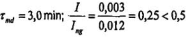 τ_md = 3,0 min; I/I_ng = 0,003/0,012 = 0,25 < 0,5